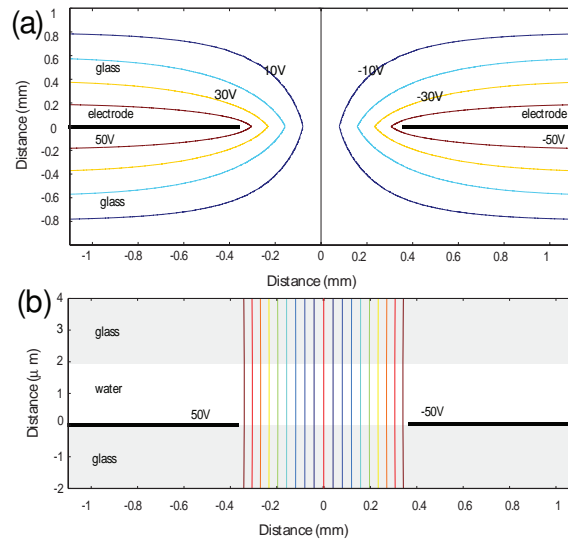 (a)
1
0.8
0.6
0.4
0.2
0
-0.2
-0.4
-0.6
-0.8
Distance (mm)
glass
10V
-10V
30V
-30V
electrode
electrode
50V
-50V
glass
glass
-1
-0.8
-0.6
-0.4
-0.2
0
0.2
0.4
0.6
0.8
1
Distance (mm)
(b)
4
3
2
1
0
-1
-2
Distance (μm)
glass
water
50V
-50V
glass
-1
-0.8
-0.6
-0.4
-0.2
0
0.2
0.4
0.6
0.8
1
Distance (mm)